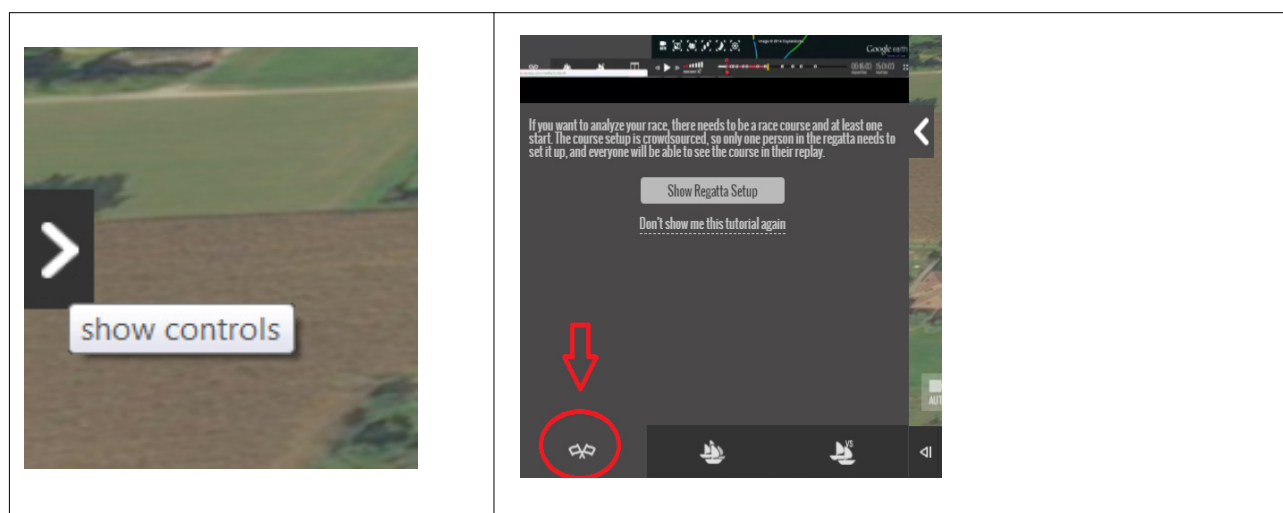 show controls
Google earth
If you want to analyze your race, there needs to be a race course and at least one
start. The course setup is crowdsourced, so only one person in the regatta needs to
set it up, and everyone will be able to see the course in their replay.
Show Regatta Setup
Don't show me this tutorial again
AUT
VS